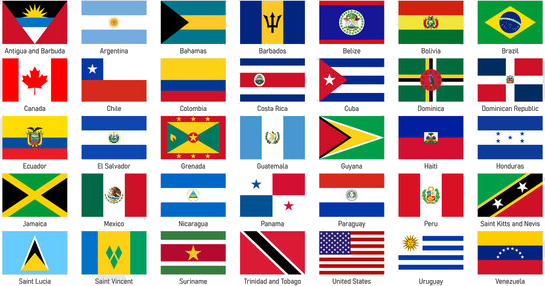 Antigua and Barbuda
Argentina
Bahamas
Barbados
Belize
Bolivia
Brazil
Canada
Chile
Colombia
Costa Rica
Cuba
Dominica
Dominican Republic
Ecuador
El Salvador
Grenada
Guatemala
Guyana
Haiti
Honduras
Jamaica
Mexico
Nicaragua
Panama
Paraguay
Peru
Saint Kitts and Nevis
Saint Lucia
Saint Vincent
Suriname
Trinidad and Tobago
United States
Uruguay
Venezuela